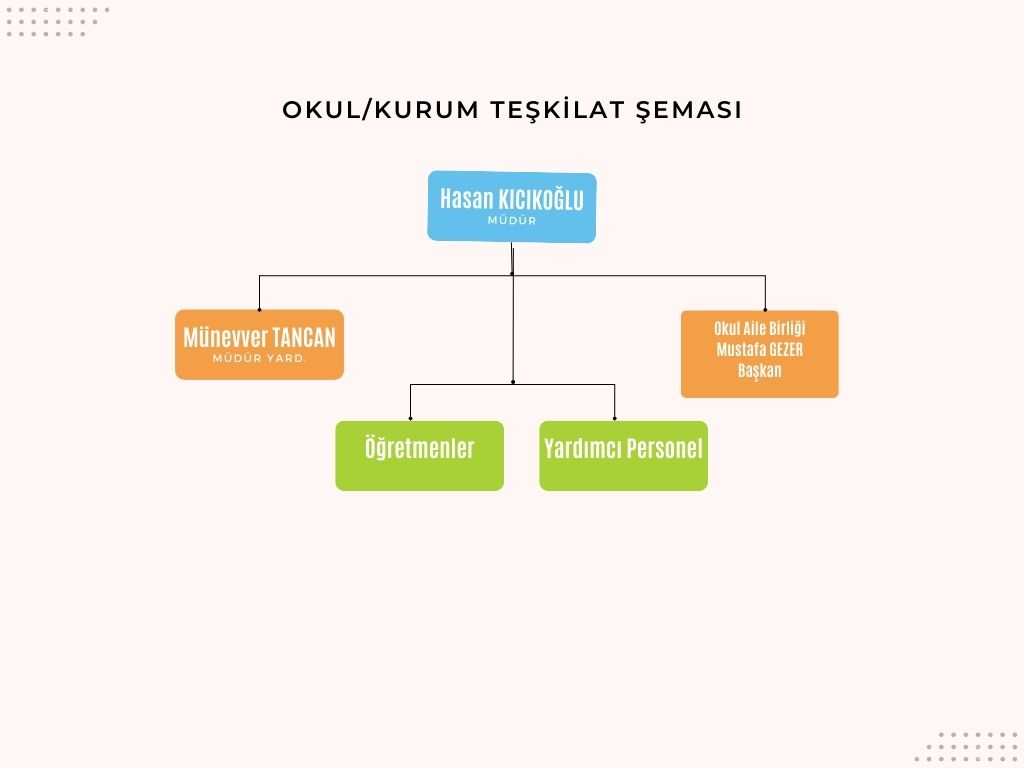 OKUL/KURUM TEŞKİLAT ŞEMASI
Hasan KICIKOĞLU
MÜDÜR
Münevver TANCAN
MÜDÜR YARD.
Okul Aile Birliği
Mustafa GEZER
Başkan
Öğretmenler
Yardımcı Personel